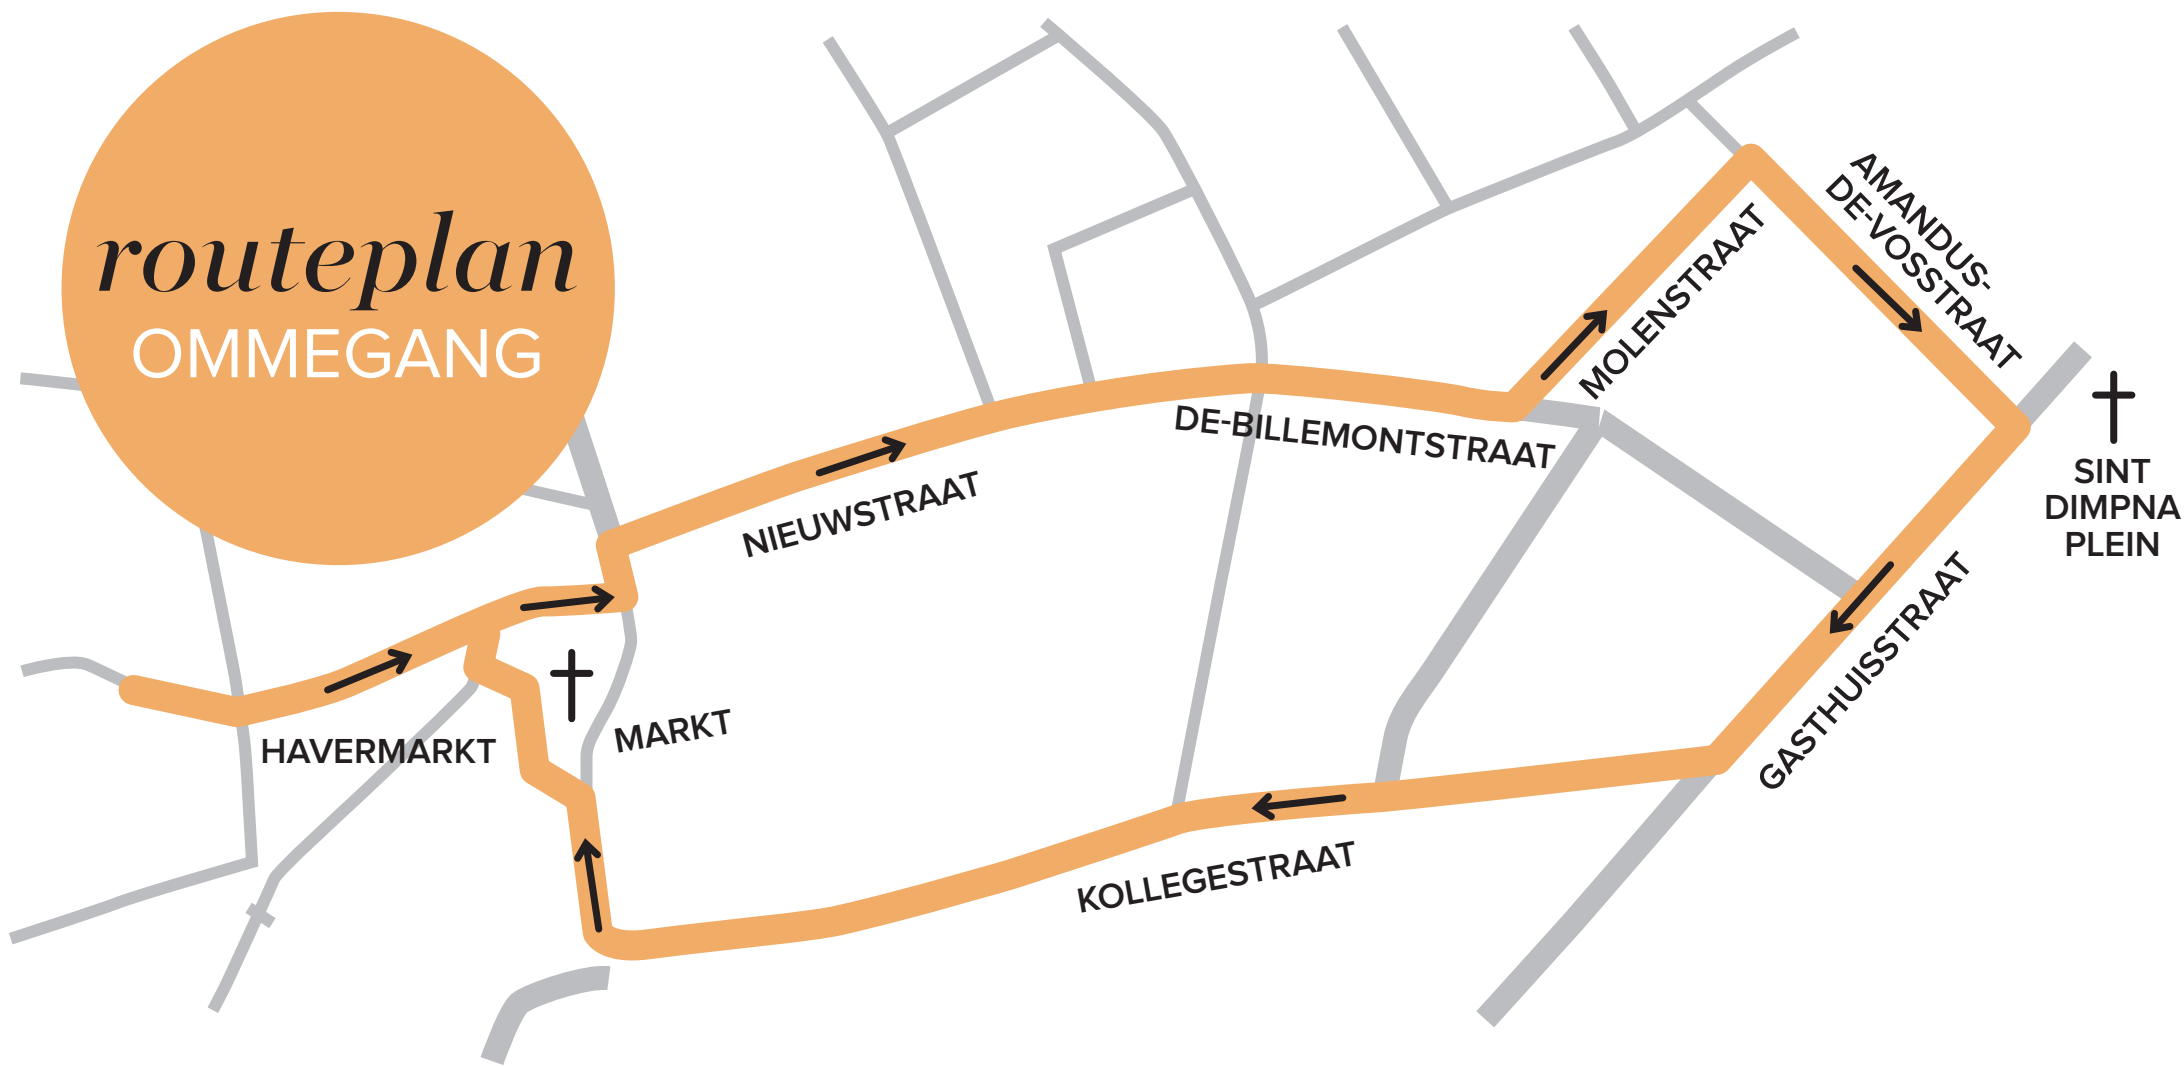 routeplan
OMMEGANG
AMANDUS-
DE-VOSSTRAAT
MOLENSTRAAT
DE-BILLEMONTSTRAAT
SINT
DIMPNA
PLEIN
NIEUWSTRAAT
GASTHUISSTRAAT
MARKT
HAVERMARKT
KOLLEGESTRAAT